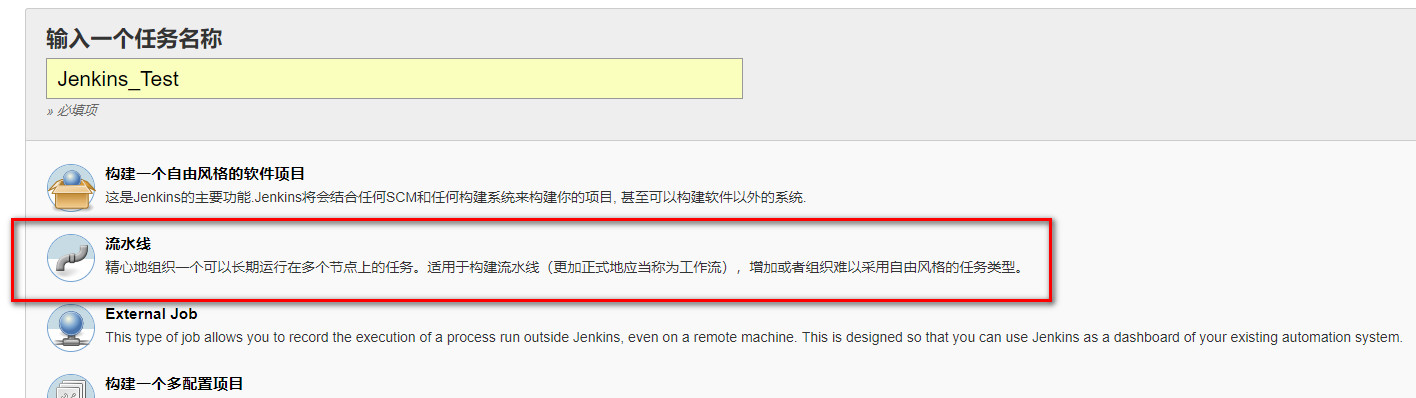 输入一个任务名称
Jenkins_Test
» 必填项
构建一个自由风格的软件项目
这是Jenkins的主要功能.Jenkins将会结合任何SCM和任何构建系统来构建你的项目, 甚至可以构建软件以外的系统.
流水线
精心地组织一个可以长期运行在多个节点上的任务。适用于构建流水线（更加正式地应当称为工作流），增加或者组织难以采用自由风格的任务类型。
External Job
This type of job allows you to record the execution of a process run outside Jenkins, even on a remote machine. This is designed so that you can use Jenkins as a dashboard of your existing automation system.
构建一个多配置项目